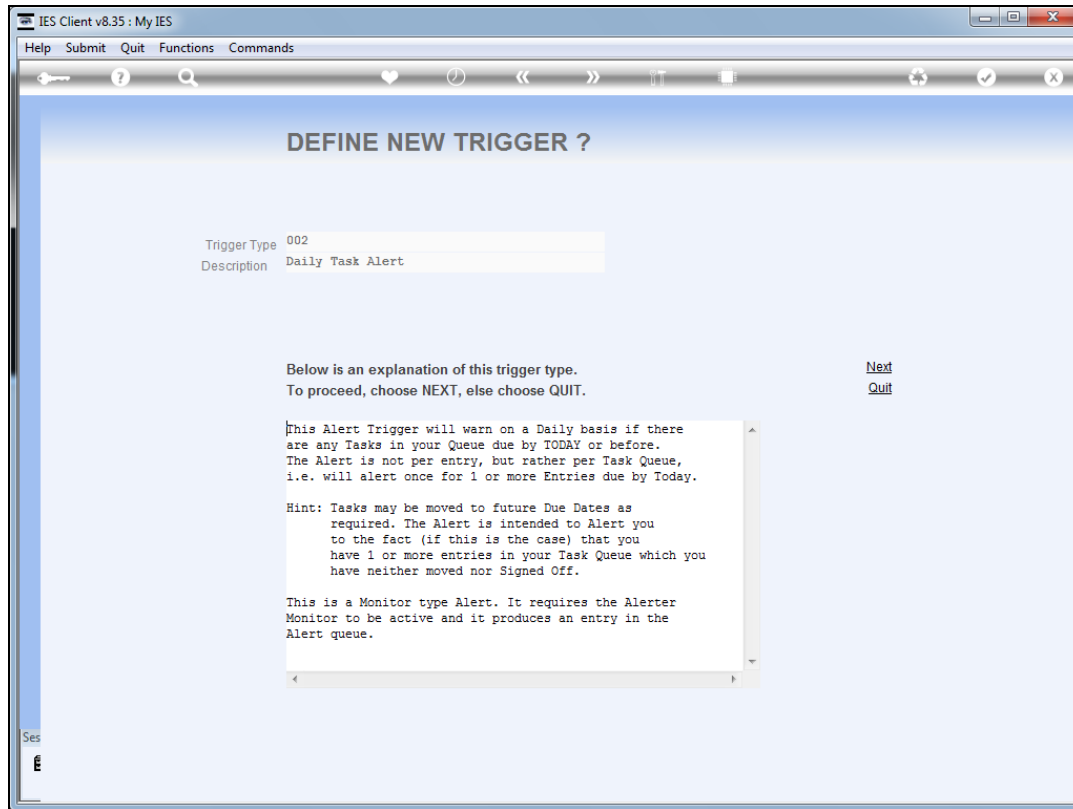 IES Client v8.35 : My IES
Help Submit Quit Functions Commands
DEFINE NEW TRIGGER ?
Trigger Type 002
Description Daily Task Alert
Below is an explanation of this trigger type. Next
To proceed, choose NEXT, else choose QUIT. Quit
This Alert Trigger will warn on a Daily basis if there
are any Tasks in your Queue due by TODAY or before.
The Alert is not per entry, but rather per Task Queue,
i.e. will alert once for 1 or more Entries due by Today.
Hint: Tasks may be moved to future Due Dates as
required. The Alert is intended to Alert you
to the fact (if this is the case) that you
have 1 or more entries in your Task Queue which you
have neither moved nor Signed Off.
This is a Monitor type Alert. It requires the Alerter
Monitor to be active and it produces an entry in the
Alert queue.
Ses